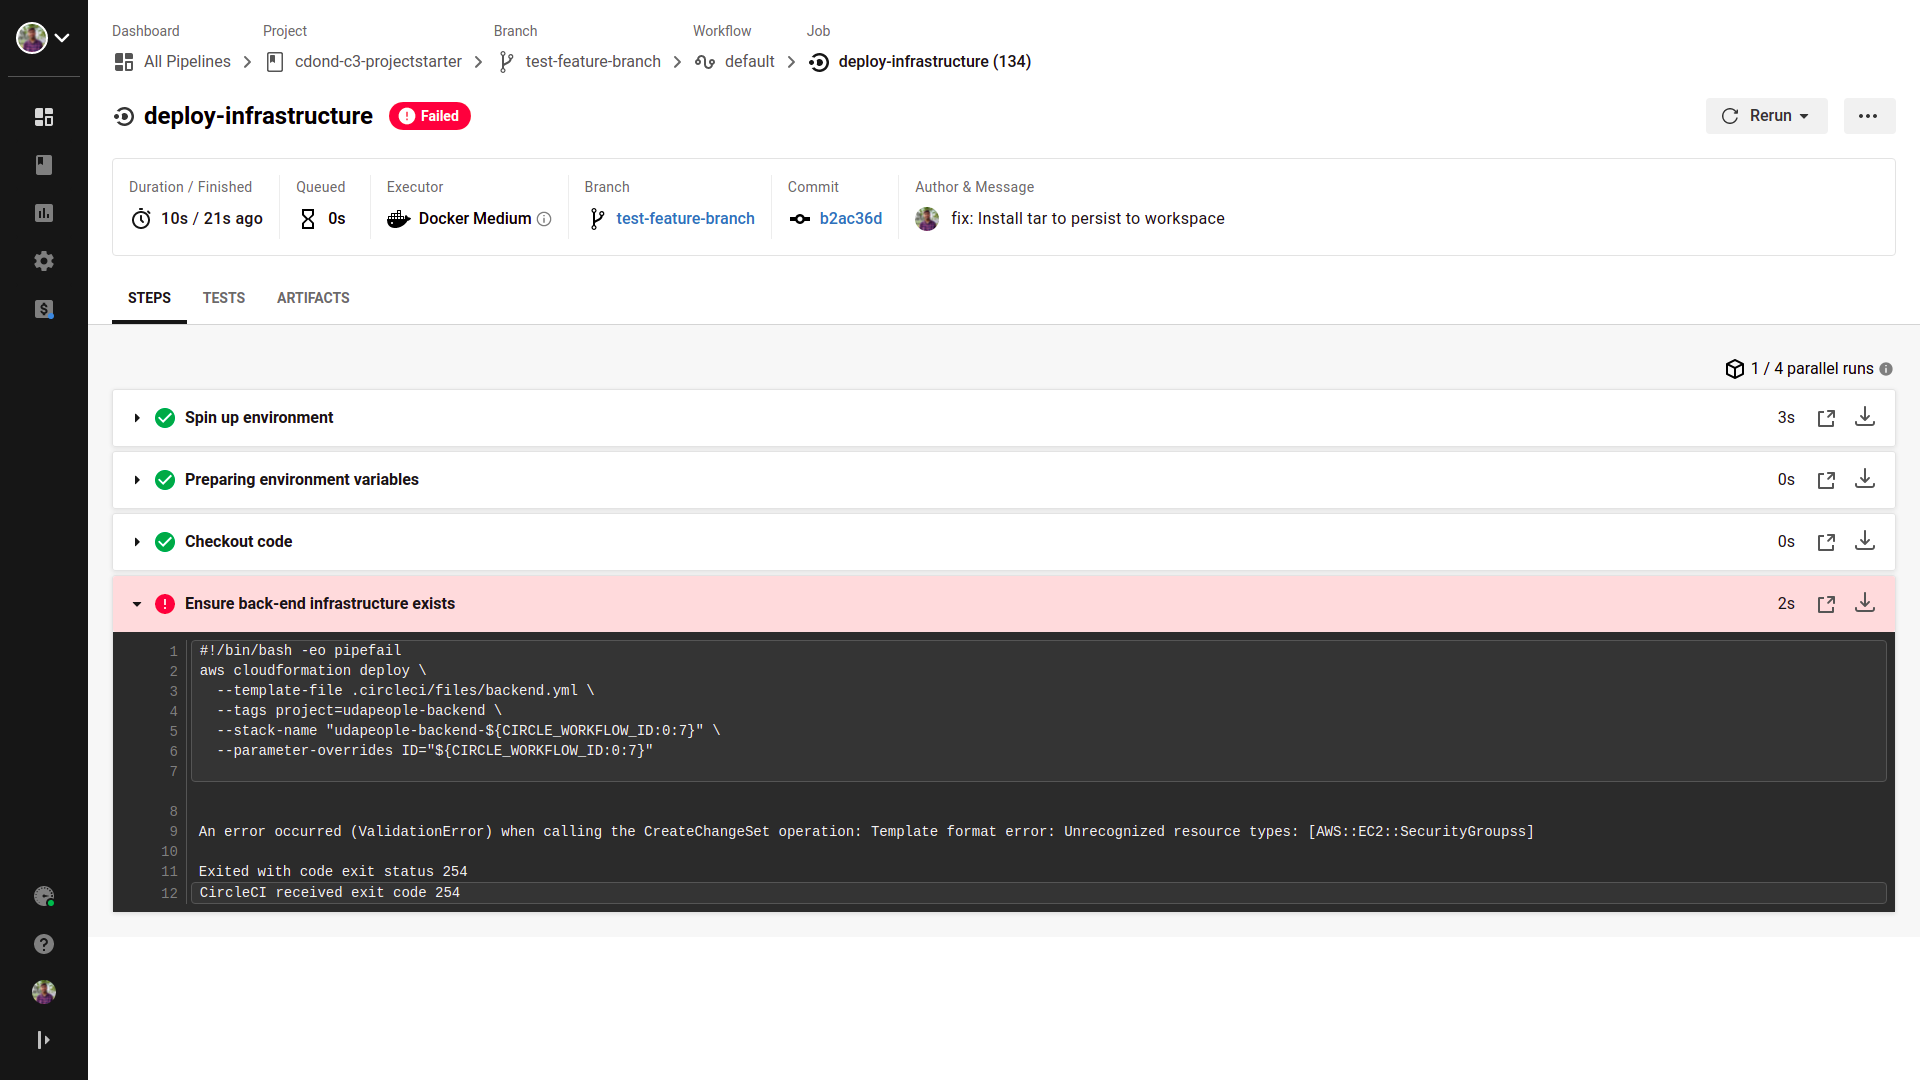 Dashboard
Project
Branch
Workflow
Job
All Pipelines
cdond-c3-projectstarter
test-feature-branch
default
deploy-infrastructure (134)
deploy-infrastructure
Failed
Rerun
Duration / Finished
Queued
Executor
Branch
Commit
Author & Message
10s / 21s ago
0s
Docker Medium
test-feature-branch
b2ac36d
fix: Install tar to persist to workspace
STEPS
TESTS
ARTIFACTS
1 / 4 parallel runs
Spin up environment
3s
Preparing environment variables
0s
Checkout code
0s
Ensure back-end infrastructure exists
2s
1 #!/bin/bash -eo pipefail
2 aws cloudformation deploy \
3   --template-file .circleci/files/backend.yml \
4   --tags project=udapeople-backend \
5   --stack-name "udapeople-backend-${CIRCLE_WORKFLOW_ID:0:7}" \
6   --parameter-overrides ID="${CIRCLE_WORKFLOW_ID:0:7}"
7
8
9 An error occurred (ValidationError) when calling the CreateChangeSet operation: Template format error: Unrecognized resource types: [AWS::EC2::SecurityGroupss]
10
11 Exited with code exit status 254
12 CircleCI received exit code 254